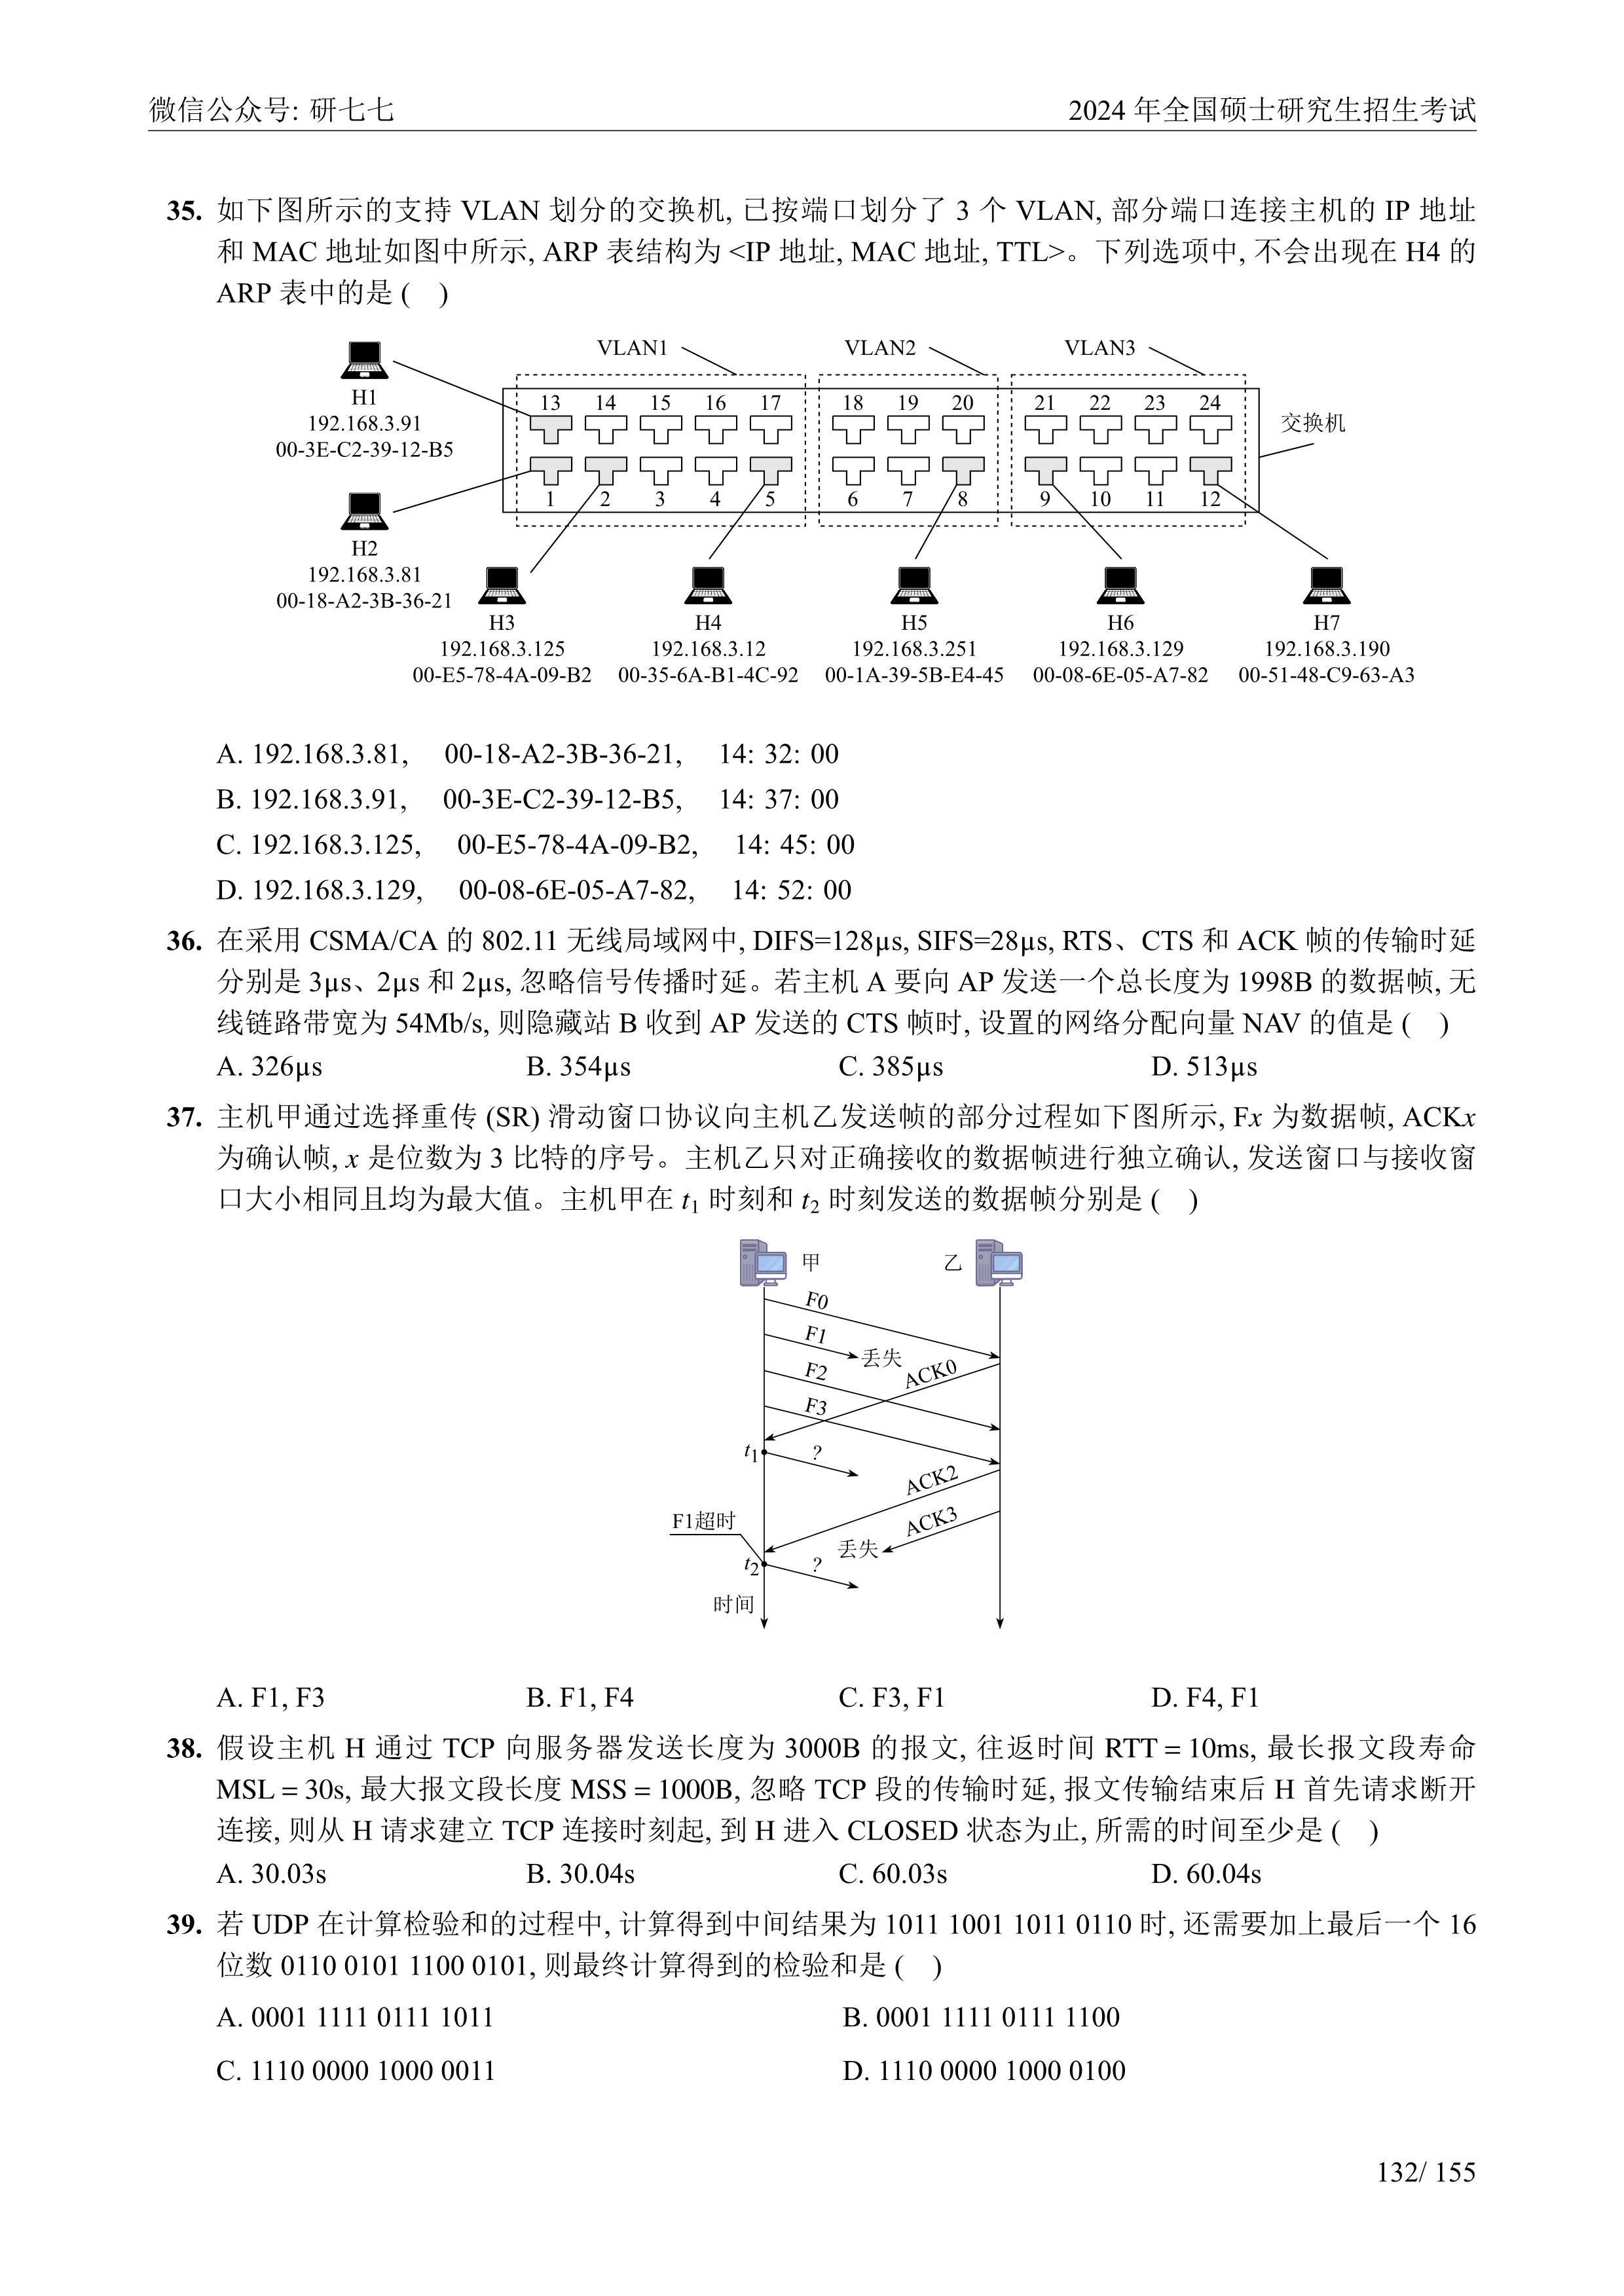 微信公众号: 研七七
2024 年全国硕士研究生招生考试
35. 如下图所示的支持 VLAN 划分的交换机, 已按端口划分了 3 个 VLAN, 部分端口连接主机的 IP 地址
和 MAC 地址如图中所示, ARP 表结构为 <IP 地址, MAC 地址, TTL>。下列选项中, 不会出现在 H4 的
ARP 表中的是 ( )
VLAN1 VLAN2 VLAN3
H1
192.168.3.91
00-3E-C2-39-12-B5
13 14 15 16 17 18 19 20 21 22 23 24
交换机
1 2 3 4 5 6 7 8 9 10 11 12
H2
192.168.3.81
00-18-A2-3B-36-21
H3
192.168.3.125
00-E5-78-4A-09-B2
H4
192.168.3.12
00-35-6A-B1-4C-92
H5
192.168.3.251
00-1A-39-5B-E4-45
H6
192.168.3.129
00-08-6E-05-A7-82
H7
192.168.3.190
00-51-48-C9-63-A3
A. 192.168.3.81, 00-18-A2-3B-36-21, 14: 32: 00
B. 192.168.3.91, 00-3E-C2-39-12-B5, 14: 37: 00
C. 192.168.3.125, 00-E5-78-4A-09-B2, 14: 45: 00
D. 192.168.3.129, 00-08-6E-05-A7-82, 14: 52: 00
36. 在采用 CSMA/CA 的 802.11 无线局域网中, DIFS=128μs, SIFS=28μs, RTS、CTS 和 ACK 帧的传输时延
分别是 3μs、2μs 和 2μs, 忽略信号传播时延。若主机 A 要向 AP 发送一个总长度为 1998B 的数据帧, 无
线链路带宽为 54Mb/s, 则隐藏站 B 收到 AP 发送的 CTS 帧时, 设置的网络分配向量 NAV 的值是 ( )
A. 326μs B. 354μs C. 385μs D. 513μs
37. 主机甲通过选择重传 (SR) 滑动窗口协议向主机乙发送帧的部分过程如下图所示, Fx 为数据帧, ACKx
为确认帧, x 是位数为 3 比特的序号。主机乙只对正确接收的数据帧进行独立确认, 发送窗口与接收窗
口大小相同且均为最大值。主机甲在 t1 时刻和 t2 时刻发送的数据帧分别是 ( )
甲 乙
F0
F1
丢失
F2
ACK0
F3
t1 ?
ACK2
F1超时
ACK3
丢失
t2 ?
时间
A. F1, F3 B. F1, F4 C. F3, F1 D. F4, F1
38. 假设主机 H 通过 TCP 向服务器发送长度为 3000B 的报文, 往返时间 RTT = 10ms, 最长报文段寿命
MSL = 30s, 最大报文段长度 MSS = 1000B, 忽略 TCP 段的传输时延, 报文传输结束后 H 首先请求断开
连接, 则从 H 请求建立 TCP 连接时刻起, 到 H 进入 CLOSED 状态为止, 所需的时间至少是 ( )
A. 30.03s B. 30.04s C. 60.03s D. 60.04s
39. 若 UDP 在计算检验和的过程中, 计算得到中间结果为 1011 1001 1011 0110 时, 还需要加上最后一个 16
位数 0110 0101 1100 0101, 则最终计算得到的检验和是 ( )
A. 0001 1111 0111 1011 B. 0001 1111 0111 1100
C. 1110 0000 1000 0011 D. 1110 0000 1000 0100
132/ 155